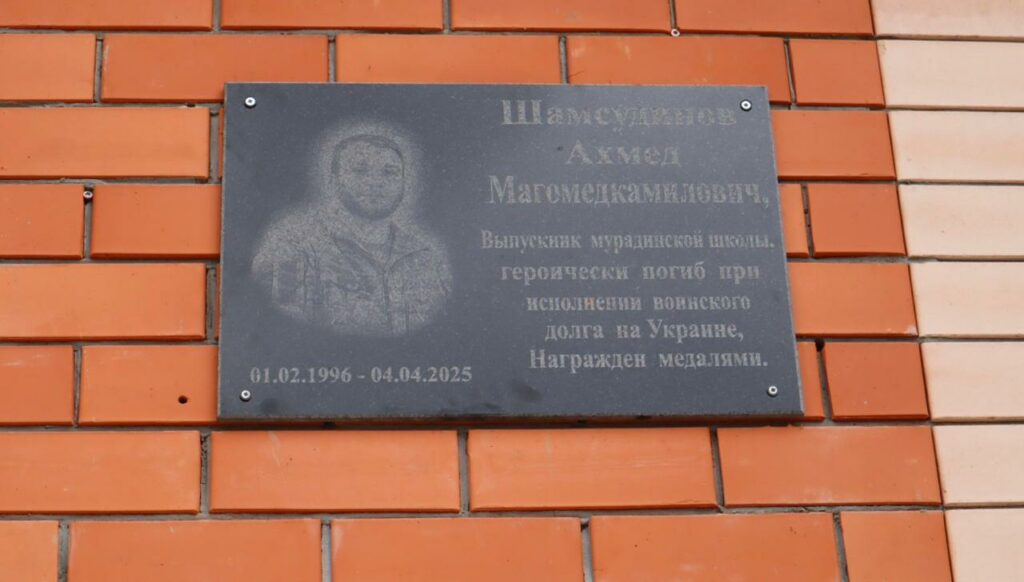 Шамсудинов
Ахмед
Магомедкамилович,
Выпускник мурадинской школы.
героически погиб при
исполнении воинского
долга на Украине,
Награжден медалями.
01.02.1996 - 04.04.2025